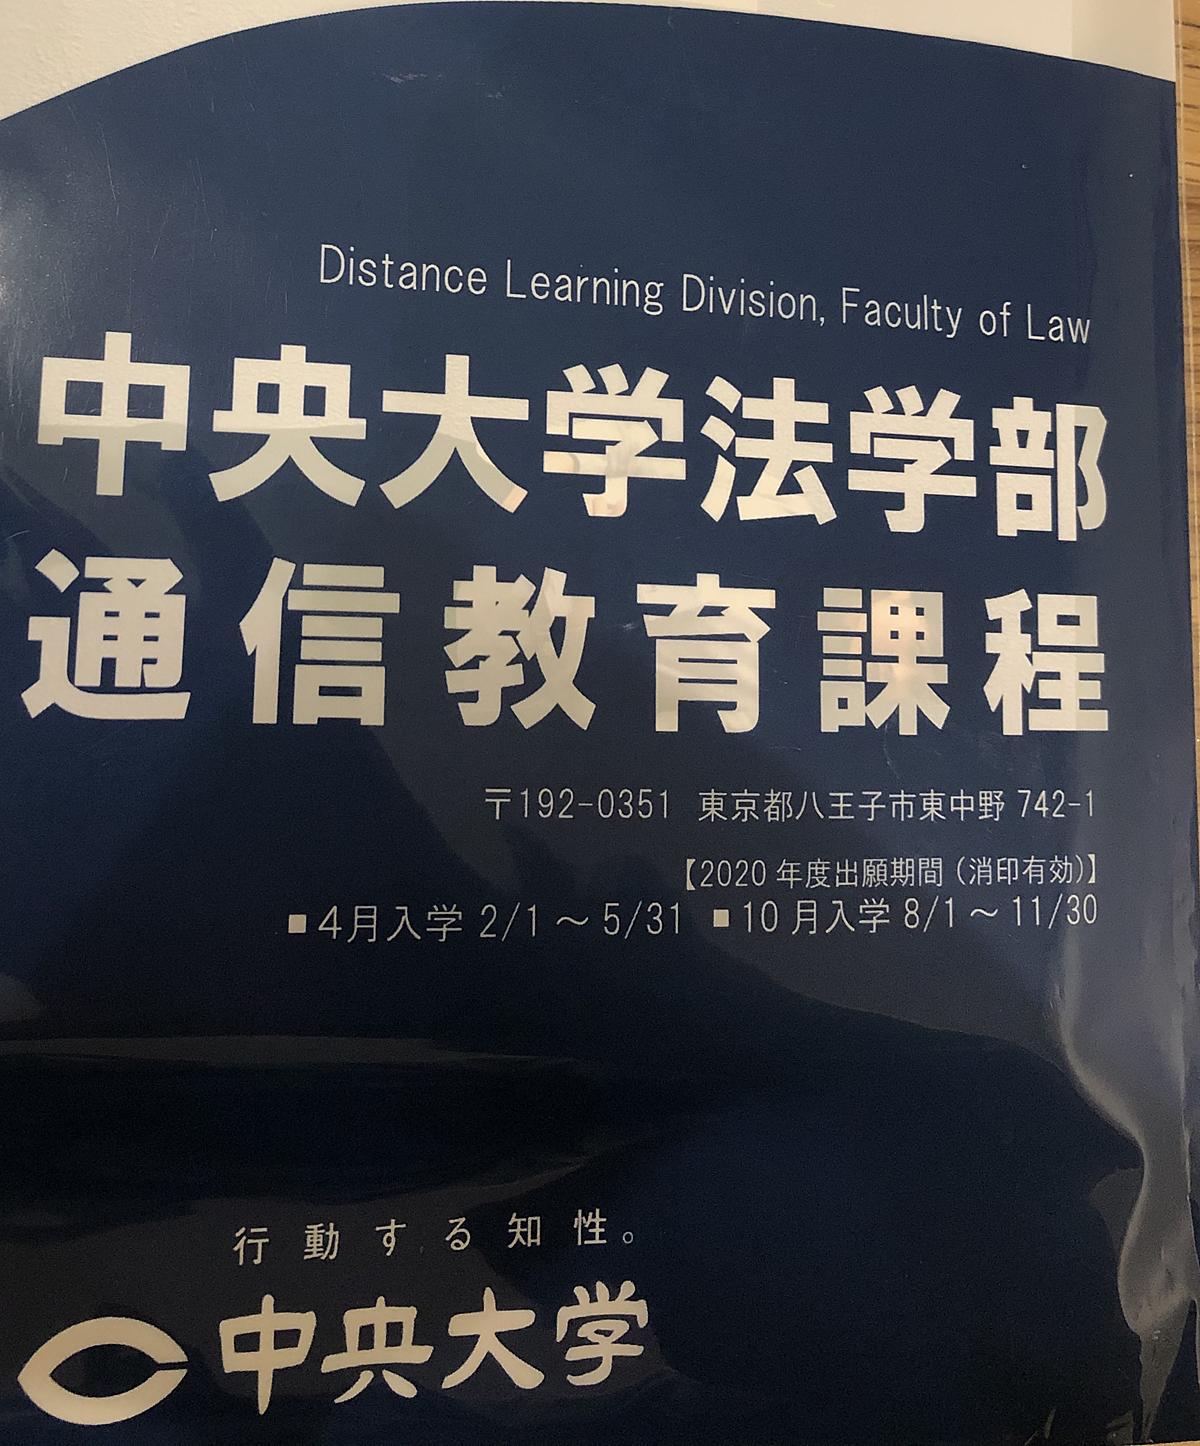 Distance Learning Division, Faculty of Law
中央大学法学部
通信教育課程
〒192-0351 東京都八王子市東中野 742-1
【2020 年度出願期間（消印有効）】
■4月入学 2/1 ～ 5/31 ■10 月入学 8/1 ～ 11/30
行動する知性。
中央大学